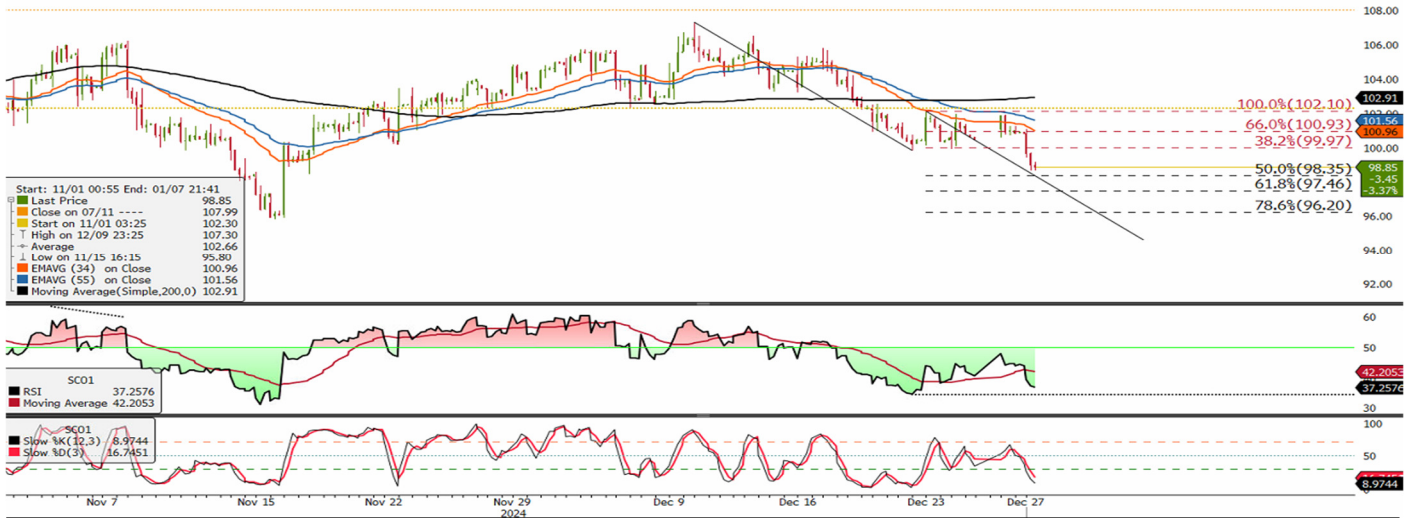 108.00
106.00
104.00
102.91
102.00
101.56
100.96
100.00
98.85
-3.45
-3.37%
96.00
94.00
92.00
100.0%(102.10)
66.0%(100.93)
38.2%(99.97)
50.0%(98.35)
61.8%(97.46)
78.6%(96.20)
Start: 11/01 00:55 End: 01/07 21:41
Last Price 98.85
Close on 07/11 ---- 107.99
Start on 11/01 03:25 102.30
High on 12/09 23:25 107.30
Average 102.66
Low on 11/15 16:15 95.80
EMAVG (34) on Close 100.96
EMAVG (55) on Close 101.56
Moving Average(Simple,200,0) 102.91
60
50
42.2053
37.2576
30
SCO1
RSI 37.2576
Moving Average 42.2053
100
50
8.9744
0
SCO1
Slow %K(12,3) 8.9744
Slow %D(3) 16.7451
Nov 7 Nov 15 Nov 22 Nov 29 Dec 9 Dec 16 Dec 23 Dec 27
2024